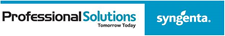 Professional Solutions
Tomorrow Today
syngenta.